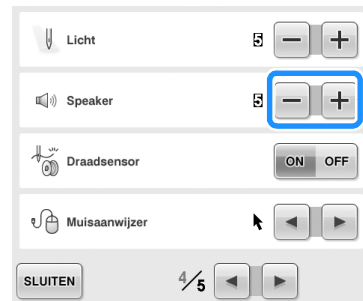 Licht 5 − +
Speaker 5 − +
Draadsensor ON OFF
Muisaanwijzer
SLUITEN 4/5